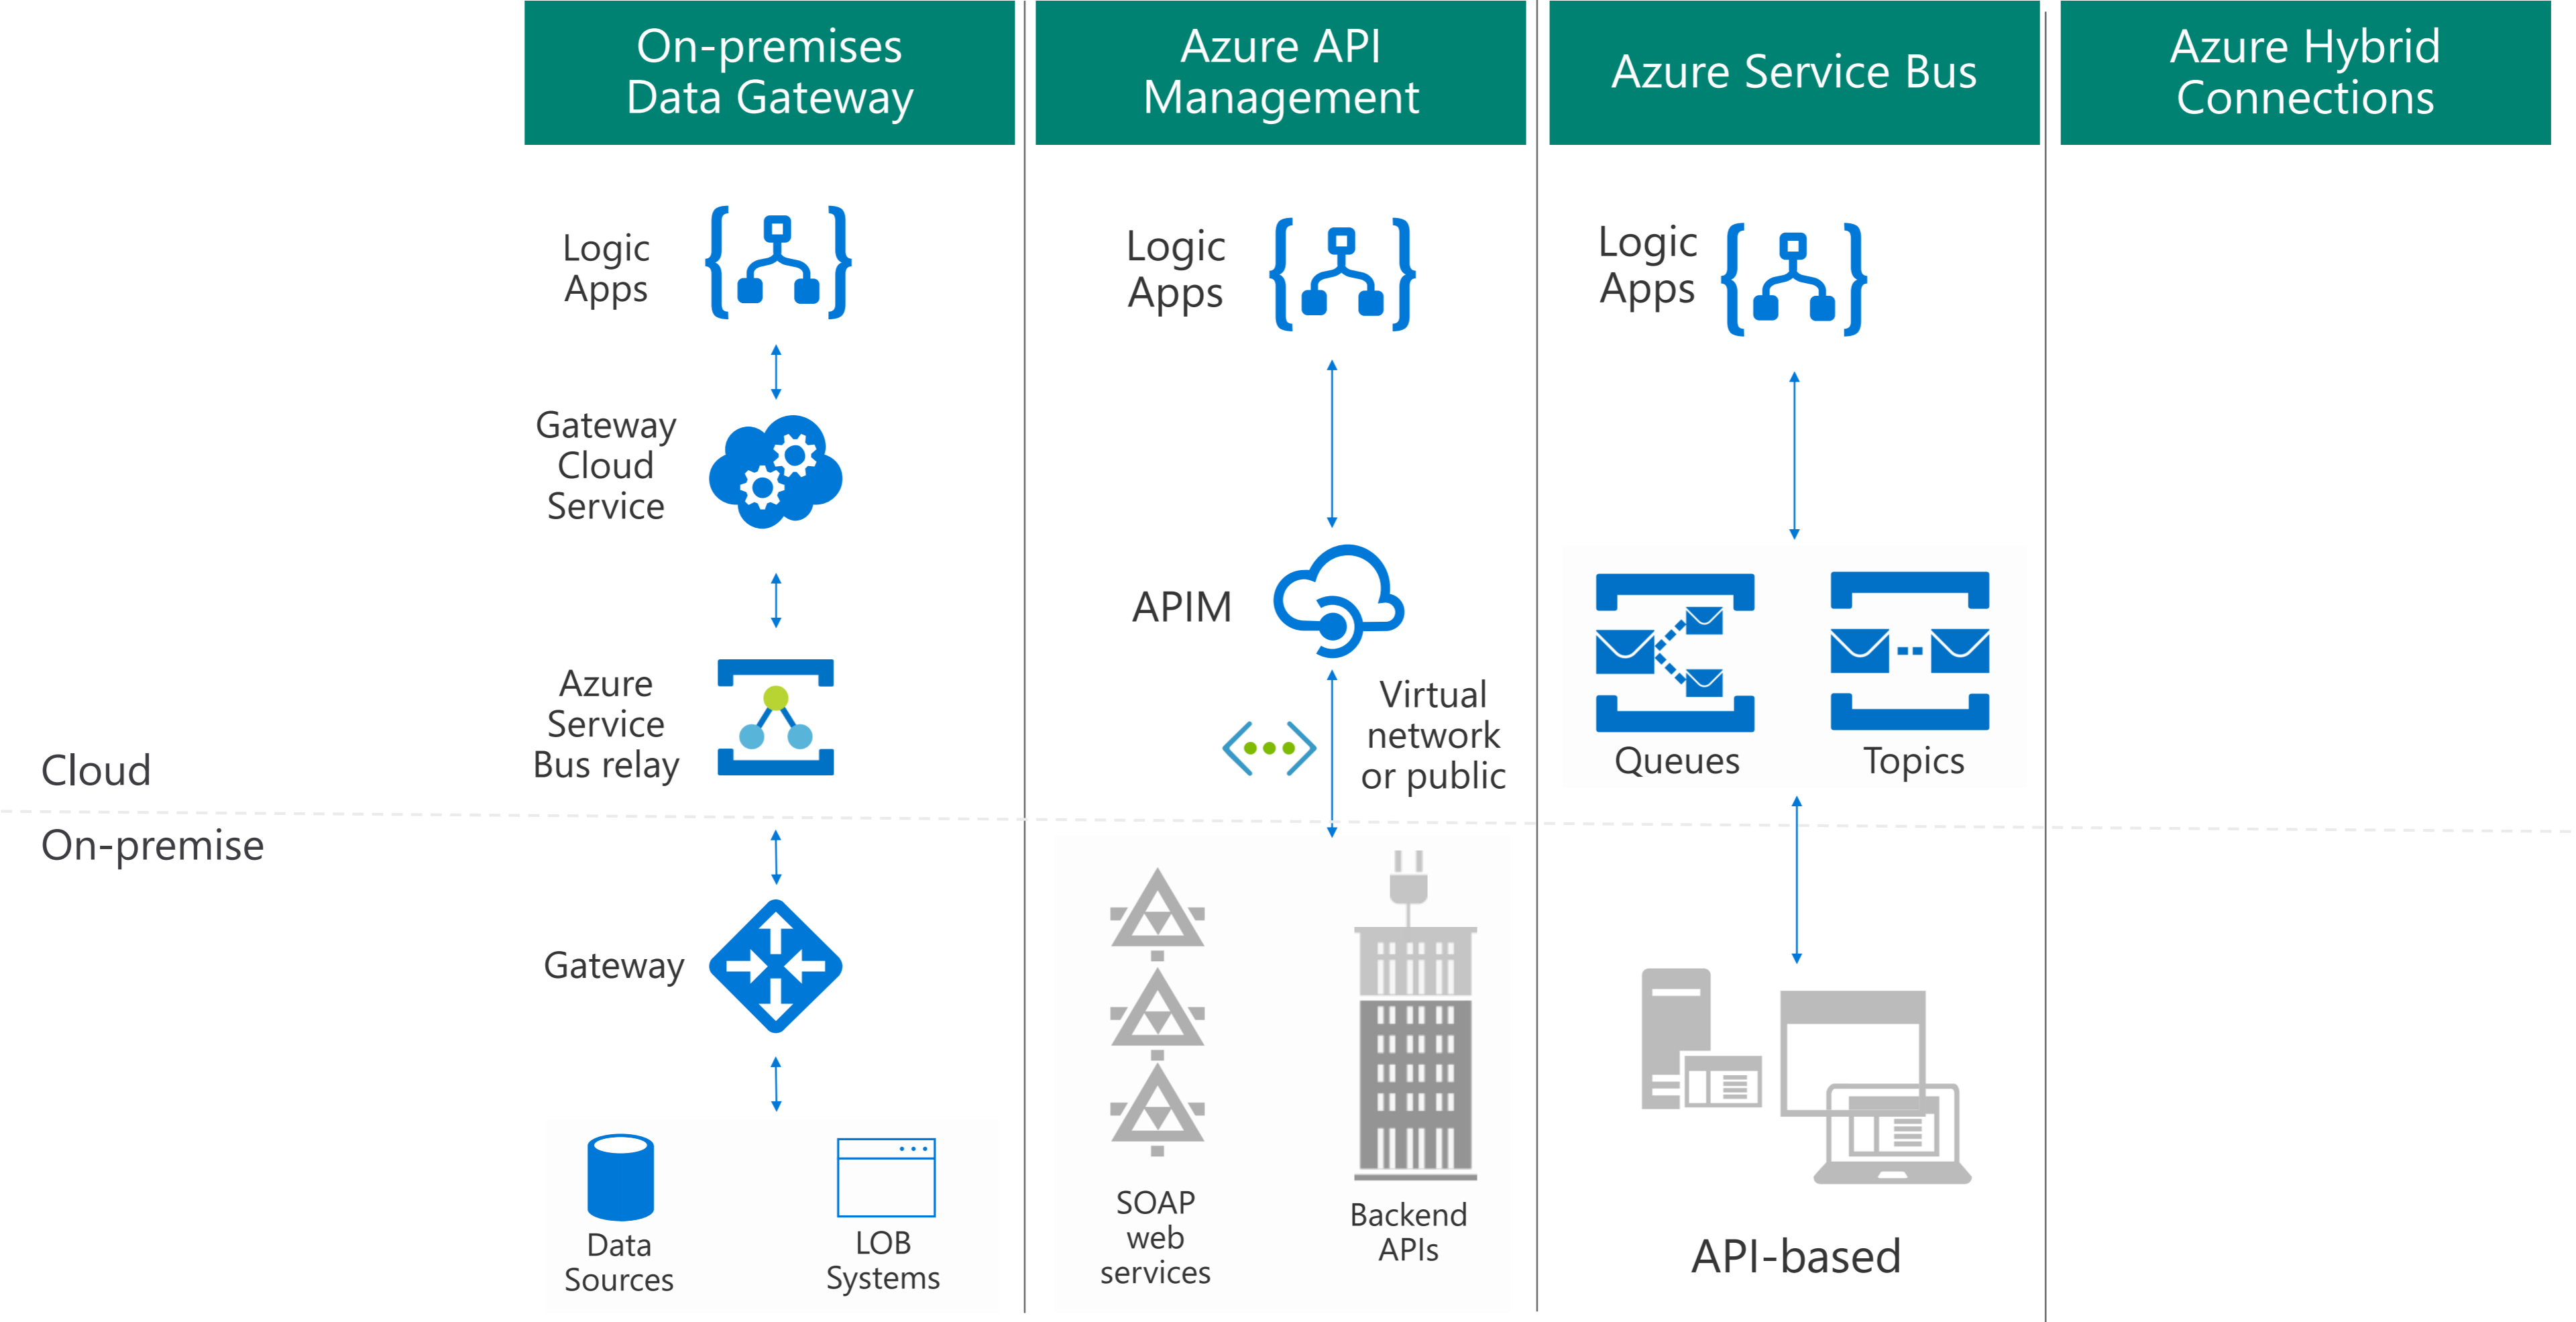 On-premises
Data Gateway
Azure API
Management
Azure Service Bus
Azure Hybrid
Connections
Logic
Apps
Gateway
Cloud
Service
Azure
Service
Bus relay
Gateway
Data
Sources
LOB
Systems
Logic
Apps
APIM
Virtual
network
or public
SOAP
web
services
Backend
APIs
Logic
Apps
Queues
Topics
API-based
Cloud
On-premise